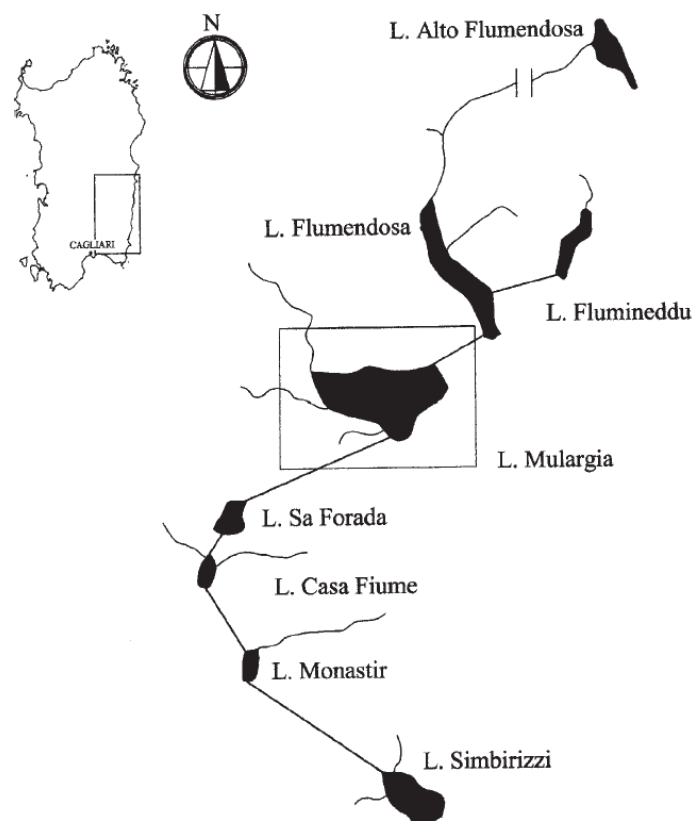 N
L. Alto Flumendosa
CAGLIARI
L. Flumendosa
L. Flumineddu
L. Mulargia
L. Sa Forada
L. Casa Fiume
L. Monastir
L. Simbirizzi